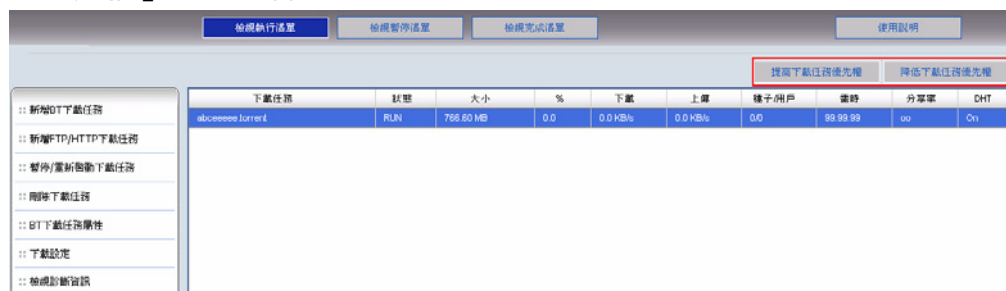 檢視執行清單 檢視暫停清單 檢視完成清單 使用說明
提高下載任務優先權 降低下載任務優先權
下載任務 狀態 大小 % 下載 上傳 種子/用戶 需時 分享率 DHT
abceeeee.torrent RUN 766.60 MB 0.0 0.0 KB/s 0.0 KB/s 0/0 99:99:99 oo On
:: 新增BT下載任務
:: 新增FTP/HTTP下載任務
:: 暫停/重新啟動下載任務
:: 刪除下載任務
:: BT下載任務屬性
:: 下載設定
:: 檢視診斷資訊